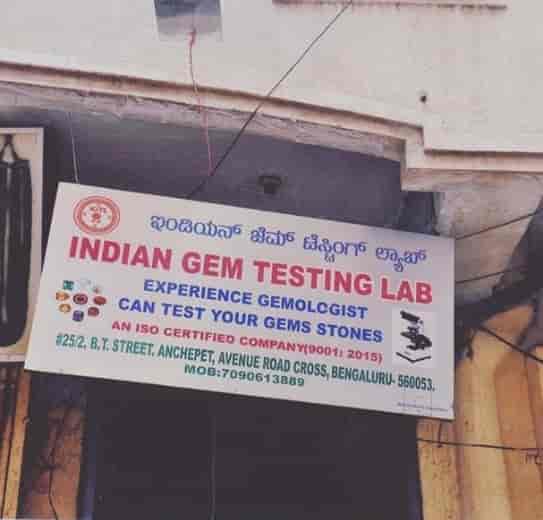 ಇಂಡಿಯನ್ ಜೆಮ್ ಟೆಸ್ಟಿಂಗ್ ಲ್ಯಾಬ್
INDIAN GEM TESTING LAB
EXPERIENCE GEMOLOGIST
CAN TEST YOUR GEMS STONES
AN ISO CERTIFIED COMPANY(9001: 2015)
#25/2, B.T. STREET, ANCHEPET, AVENUE ROAD CROSS, BENGALURU- 560053.
MOB:7090613889